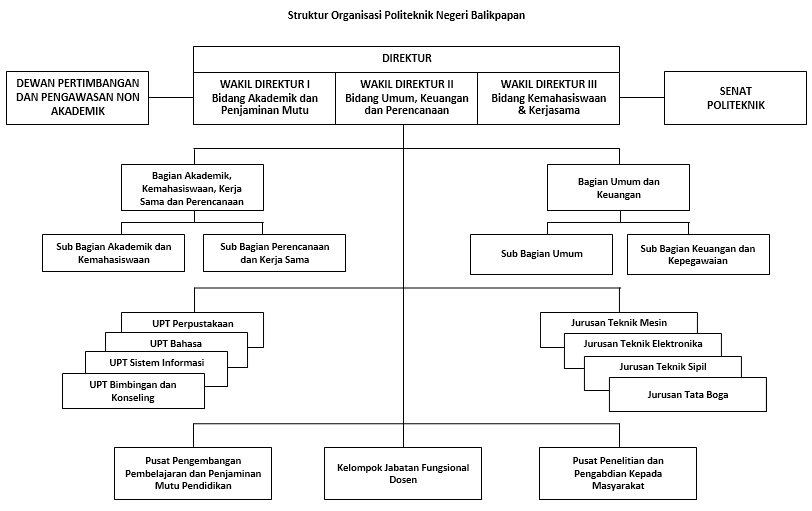 Struktur Organisasi Politeknik Negeri Balikpapan
DIREKTUR
DEWAN PERTIMBANGAN
DAN PENGAWASAN NON
AKADEMIK
WAKIL DIREKTUR I
Bidang Akademik dan
Penjaminan Mutu
WAKIL DIREKTUR II
Bidang Umum, Keuangan
dan Perencanaan
WAKIL DIREKTUR III
Bidang Kemahasiswaan
& Kerjasama
SENAT
POLITEKNIK
Bagian Akademik,
Kemahasiswaan, Kerja
Sama dan Perencanaan
Bagian Umum dan
Keuangan
Sub Bagian Akademik dan
Kemahasiswaan
Sub Bagian Perencanaan
dan Kerja Sama
Sub Bagian Umum
Sub Bagian Keuangan dan
Kepegawaian
UPT Perpustakaan
UPT Bahasa
UPT Sistem Informasi
UPT Bimbingan dan
Konseling
Jurusan Teknik Mesin
Jurusan Teknik Elektronika
Jurusan Teknik Sipil
Jurusan Tata Boga
Pusat Pengembangan
Pembelajaran dan Penjaminan
Mutu Pendidikan
Kelompok Jabatan Fungsional
Dosen
Pusat Penelitian dan
Pengabdian Kepada
Masyarakat